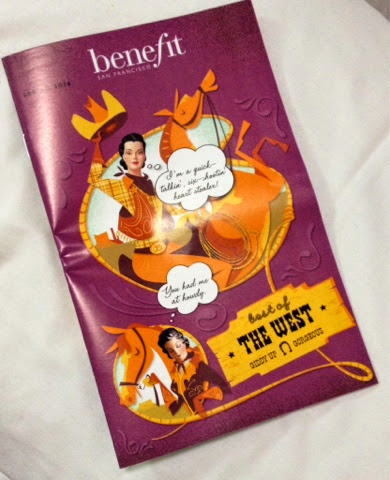 benefit
SAN FRANCISCO
I'm a quick-
talkin', six-shootin'
heart stealer!
You had me
at howdy.
best of
THE WEST
GIDDY UP GORGEOUS